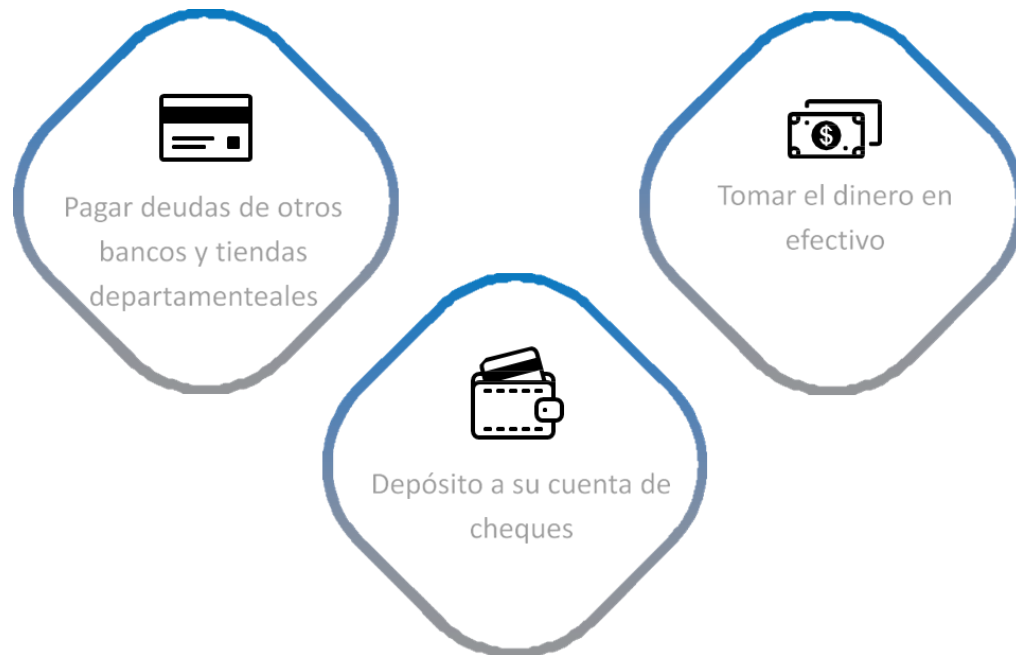 Pagar deudas de otros
bancos y tiendas
departamenteales
Tomar el dinero en
efectivo
Depósito a su cuenta de
cheques